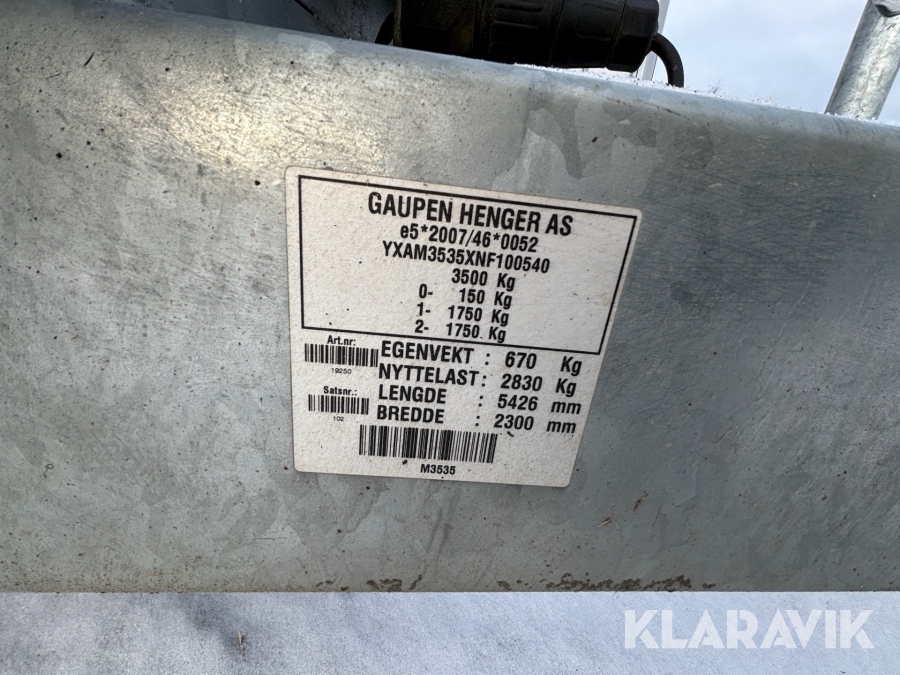 GAUPEN HENGER AS
e5*2007/46*0052
YXAM3535XNF100540
3500 Kg
0- 150 Kg
1- 1750 Kg
2- 1750 Kg
Art.nr:
19250
Satsnr.:
102
EGENVEKT : 670 Kg
NYTTELAST : 2830 Kg
LENGDE : 5426 mm
BREDDE : 2300 mm
M3535
KLARAVIK